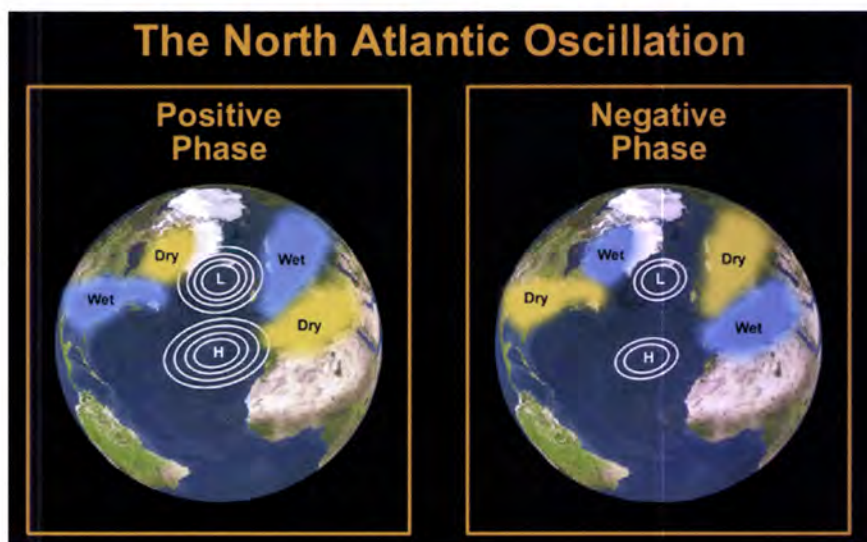 The North Atlantic Oscillation
Positive
Phase
Dry
Wet
L
Wet
Dry
H
Negative
Phase
Wet
Dry
L
Dry
Wet
H